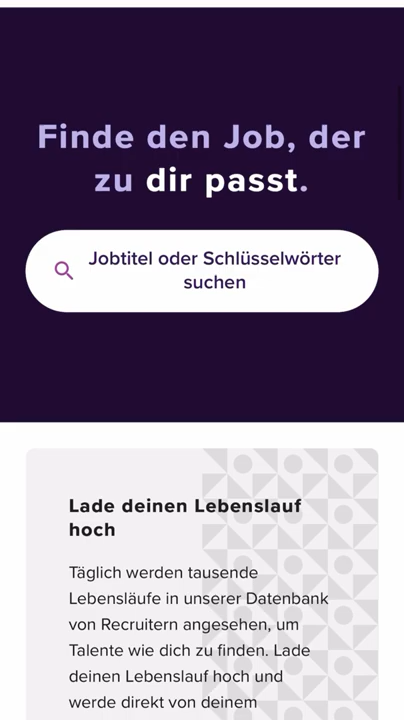 Finde den Job, der
zu dir passt.
Jobtitel oder Schlüsselwörter
suchen
Lade deinen Lebenslauf
hoch
Täglich werden tausende
Lebensläufe in unserer Datenbank
von Recruitern angesehen, um
Talente wie dich zu finden. Lade
deinen Lebenslauf hoch und
werde direkt von deinem